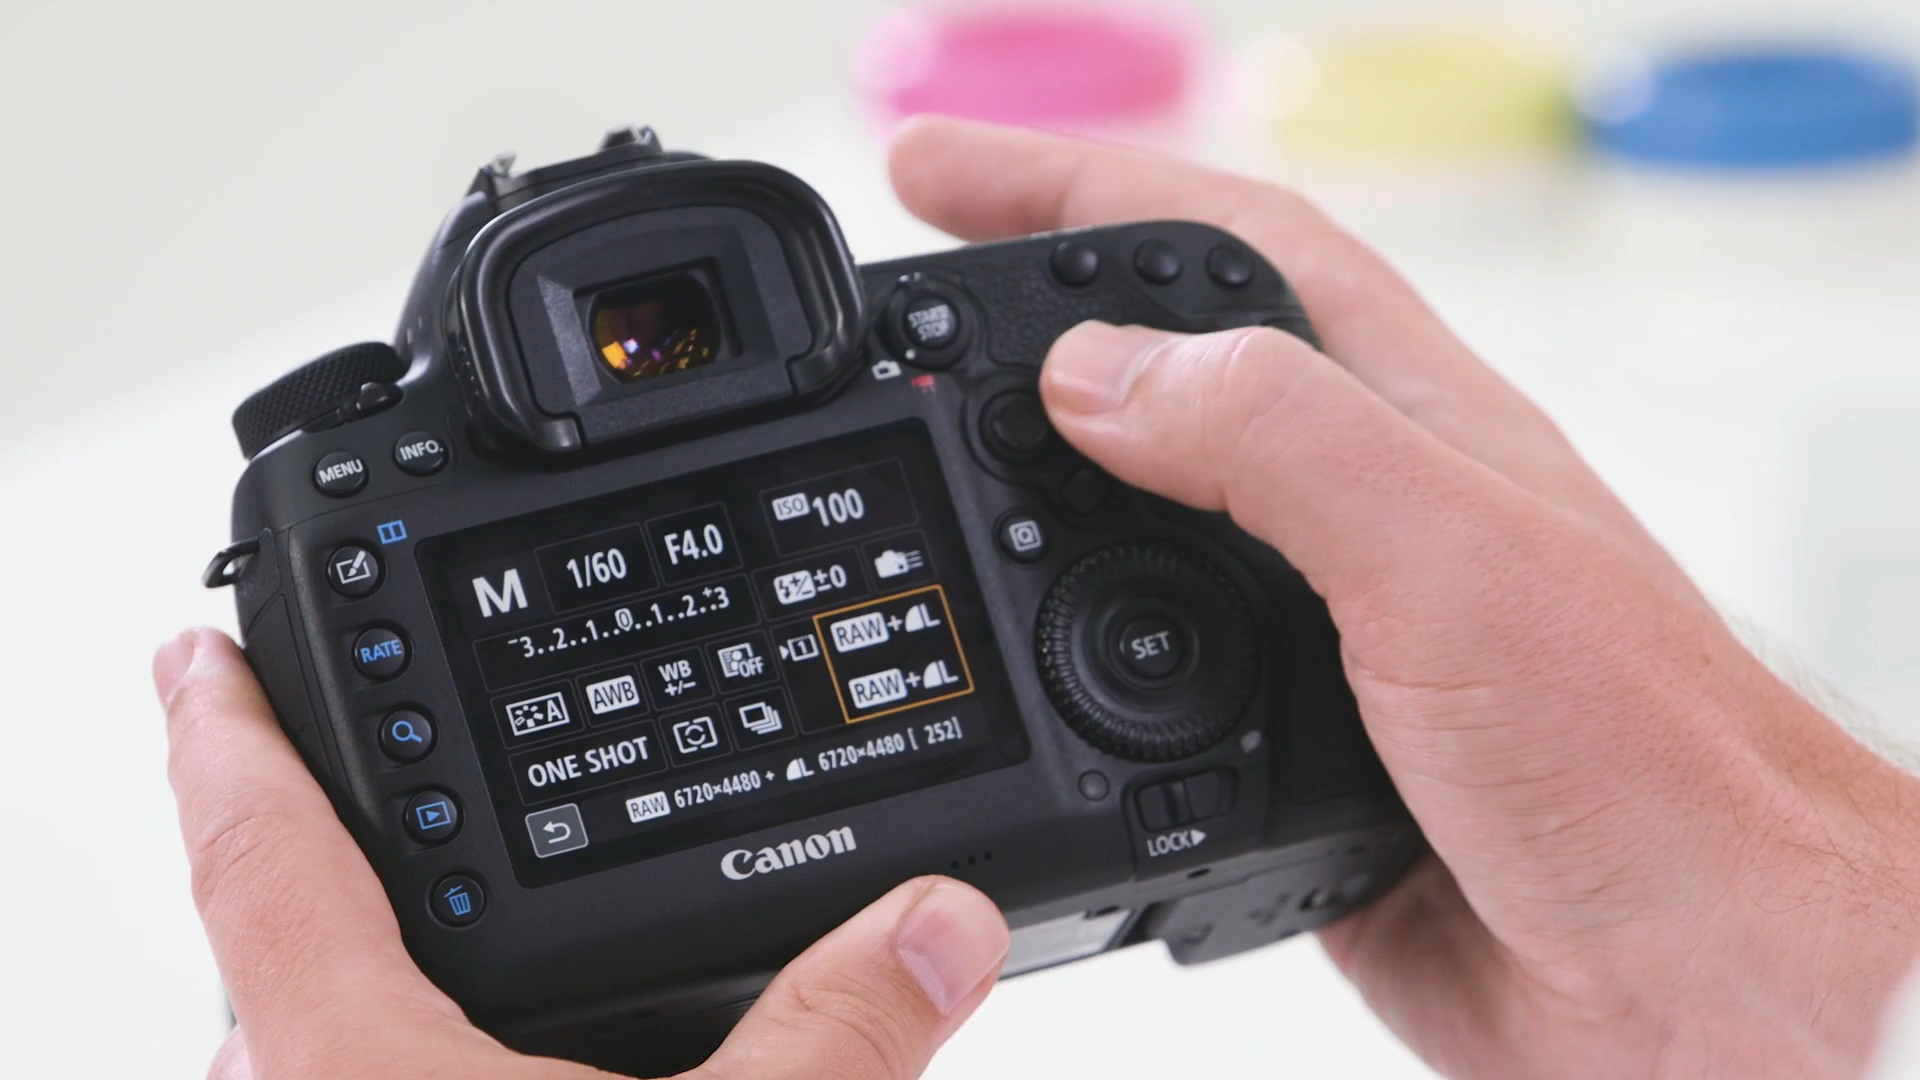 START/
STOP
MENU
INFO.
RATE
M
1/60
F4.0
ISO 100
-3..2..1..0..1..2..+3
±0
A
AWB
WB
+/-
OFF
1
RAW+L
RAW+L
ONE SHOT
RAW 6720×4480 + L 6720×4480 [ 252]
Canon
Q
SET
LOCK▶